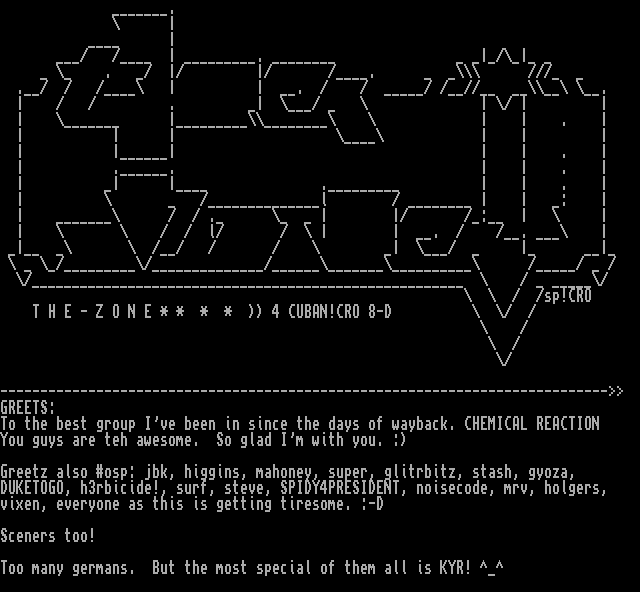 sp!CRO
T H E - Z O N E * *  *  *  * )) 4 CUBAN!CRO 8-D
GREETS:
To the best group I've been in since the days of wayback. CHEMICAL REACTION
You guys are teh awesome.  So glad I'm with you. :)
Greetz also #osp: jbk, higgins, mahoney, super, glitrbitz, stash, gyoza,
DUKETOGO, h3rbicide!, surf, steve, SPIDY4PRESIDENT, noisecode, mrv, holgers,
vixen, everyone as this is getting tiresome. :-D
Sceners too!
Too many germans.  But the most special of them all is KYR! ^_^